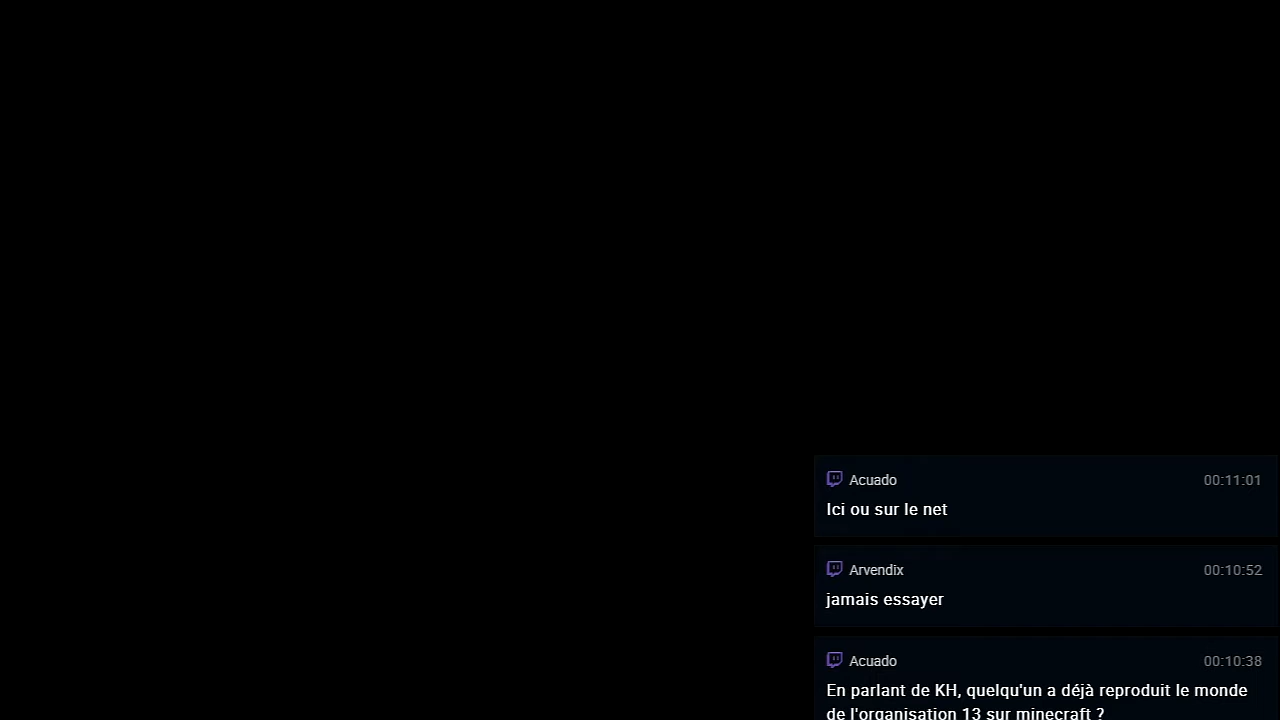 Acuado 00:11:01
Ici ou sur le net
Arvendix 00:10:52
jamais essayer
Acuado 00:10:38
En parlant de KH, quelqu'un a déjà reproduit le monde
de l'organisation 13 sur minecraft ?